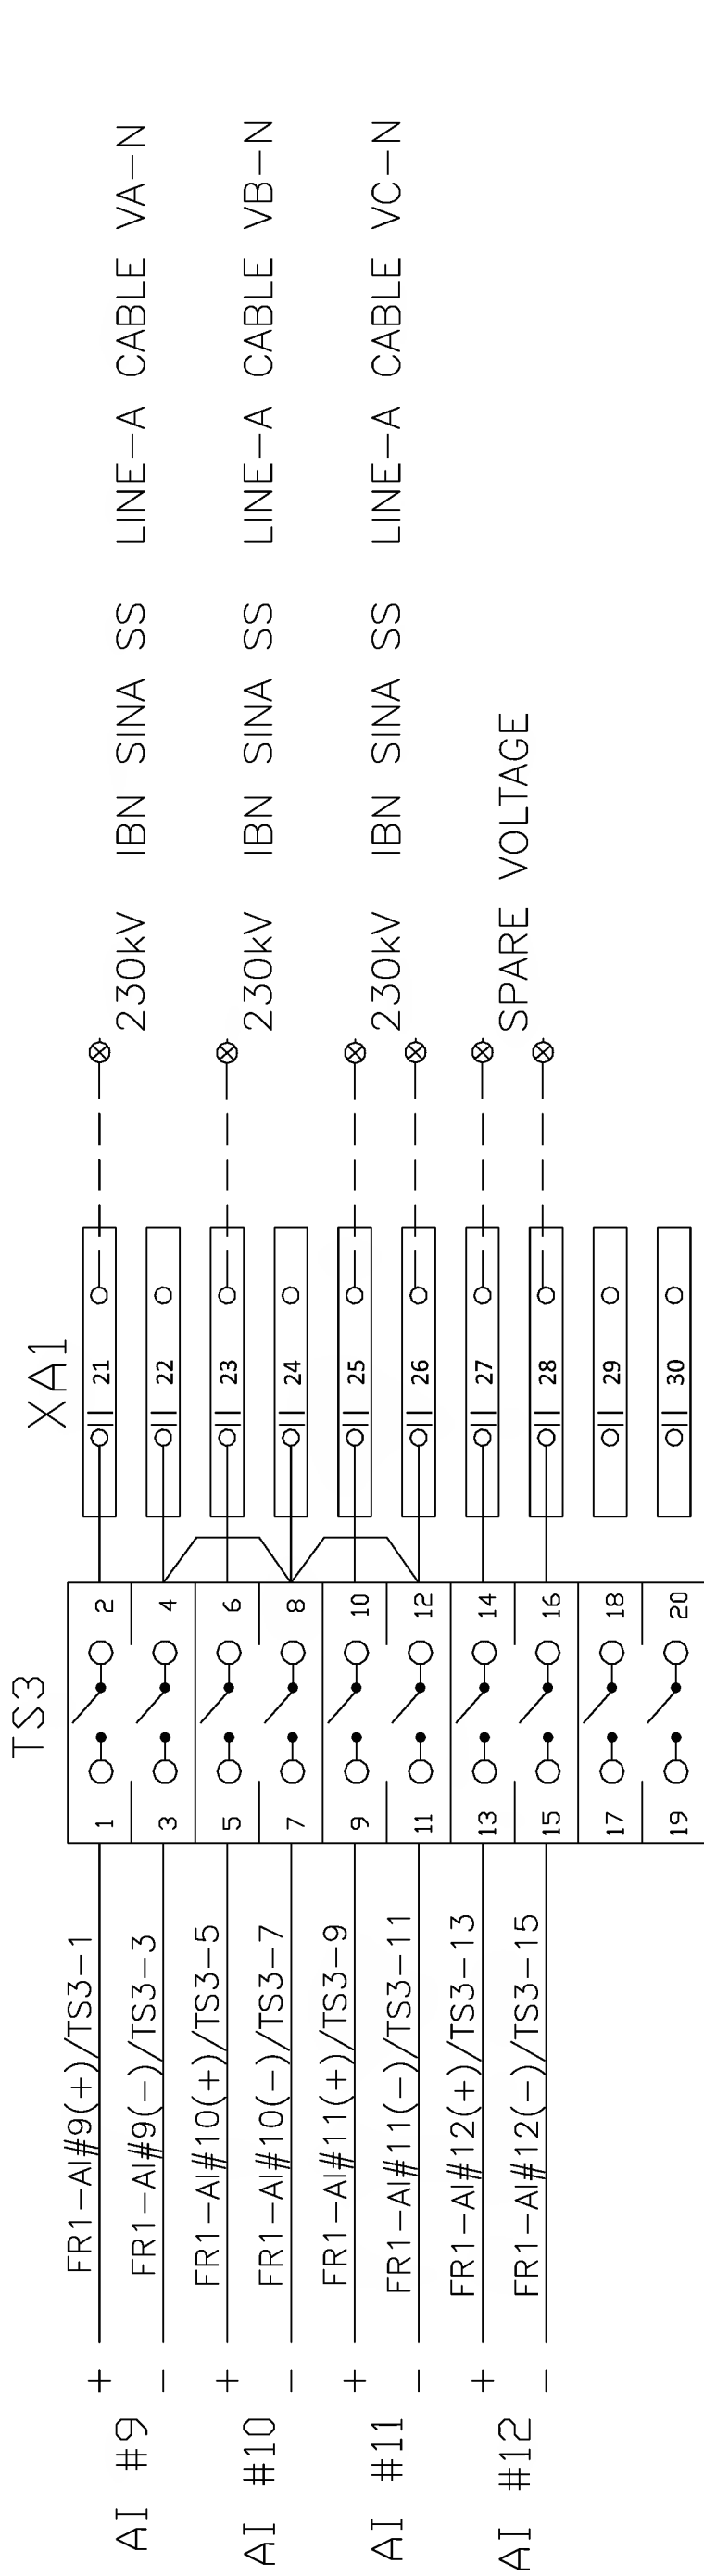 TS3
XA1
AI #9
+
FR1-AI#9(+)/TS3-1
1
2
21
230kV IBN SINA SS LINE-A CABLE VA-N
-
FR1-AI#9(-)/TS3-3
3
4
22
AI #10
+
FR1-AI#10(+)/TS3-5
5
6
23
230kV IBN SINA SS LINE-A CABLE VB-N
-
FR1-AI#10(-)/TS3-7
7
8
24
AI #11
+
FR1-AI#11(+)/TS3-9
9
10
25
230kV IBN SINA SS LINE-A CABLE VC-N
-
FR1-AI#11(-)/TS3-11
11
12
26
AI #12
+
FR1-AI#12(+)/TS3-13
13
14
27
SPARE VOLTAGE
-
FR1-AI#12(-)/TS3-15
15
16
28
17
18
29
19
20
30